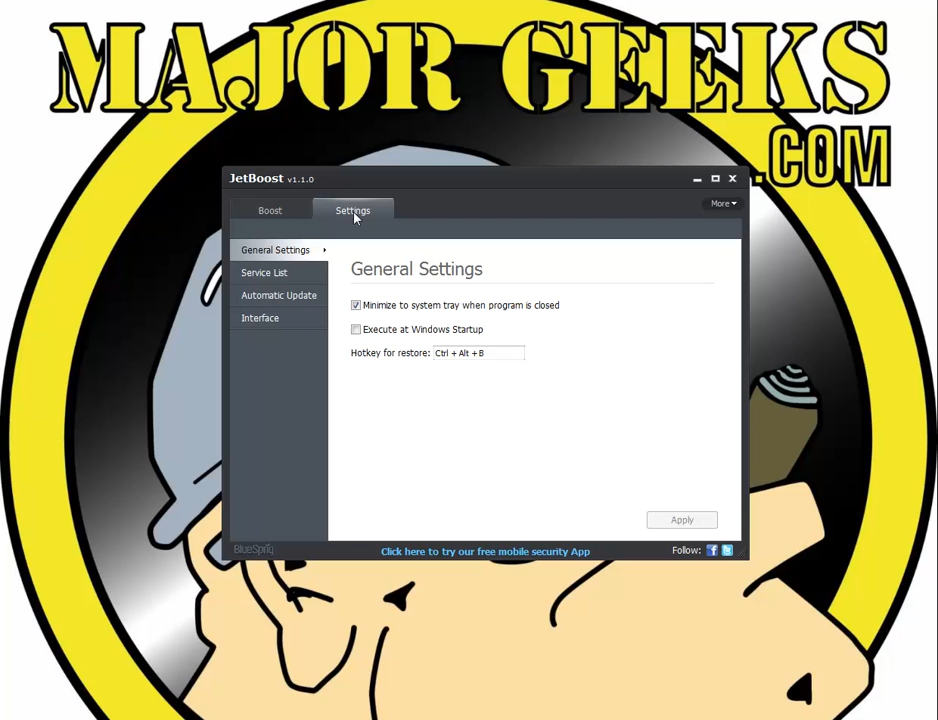 MAJOR GEEKS
.COM
JetBoost v1.1.0
Boost
Settings
More
General Settings
Service List
Automatic Update
Interface
General Settings
Minimize to system tray when program is closed
Execute at Windows Startup
Hotkey for restore: Ctrl + Alt + B
Apply
BlueSprig
Click here to try our free mobile security App
Follow: